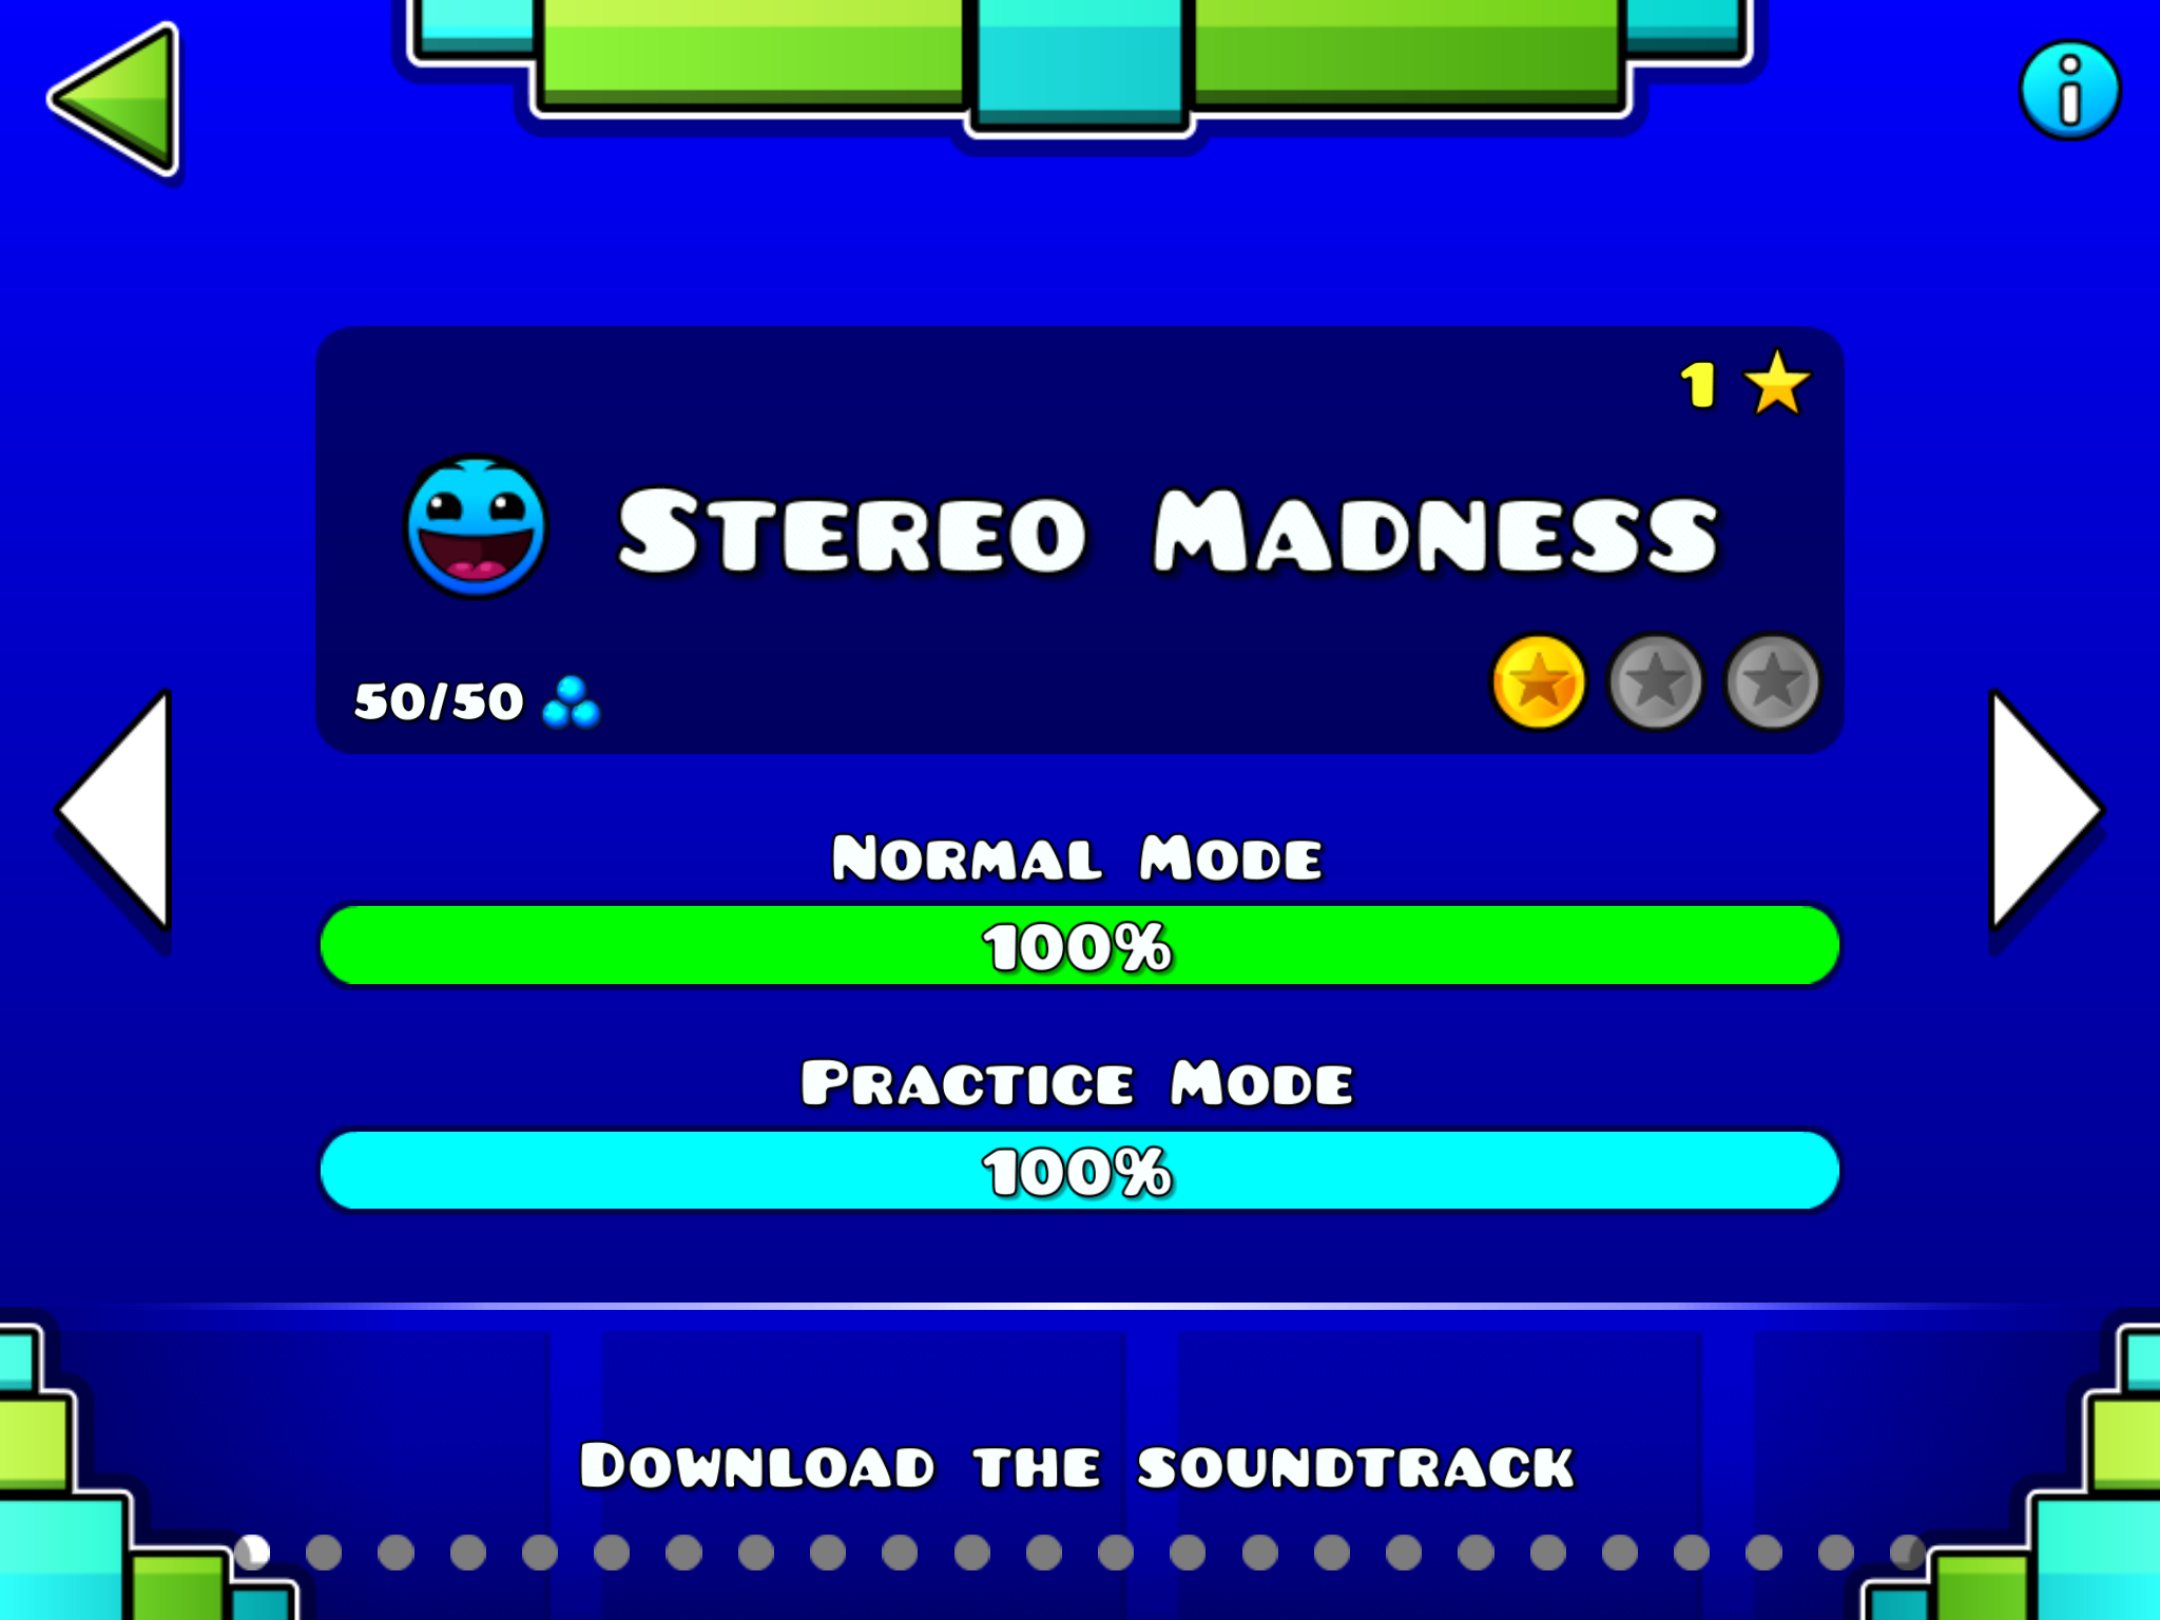 1
Stereo Madness
50/50
Normal Mode
100%
Practice Mode
100%
Download the soundtrack